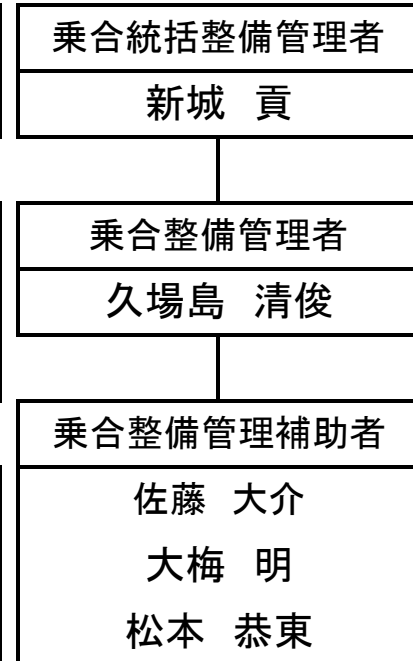 乗合統括整備管理者
新城　貢
乗合整備管理者
久場島　清俊
乗合整備管理補助者
佐藤　大介
大梅　明
松本　恭東